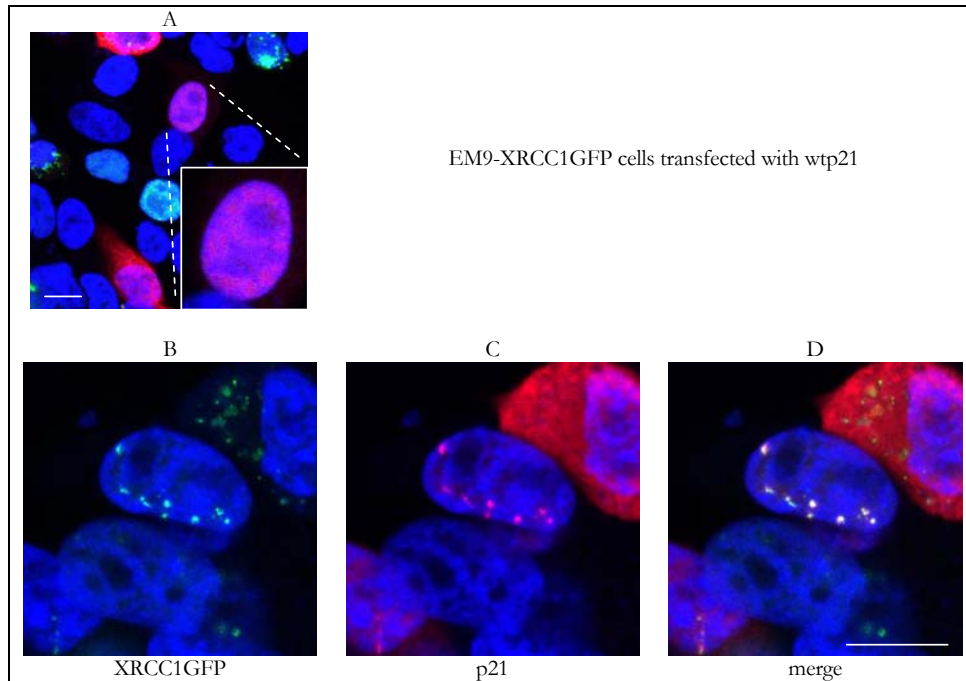 A
EM9-XRCC1GFP cells transfected with wtp21
B
C
D
XRCC1GFP
p21
merge